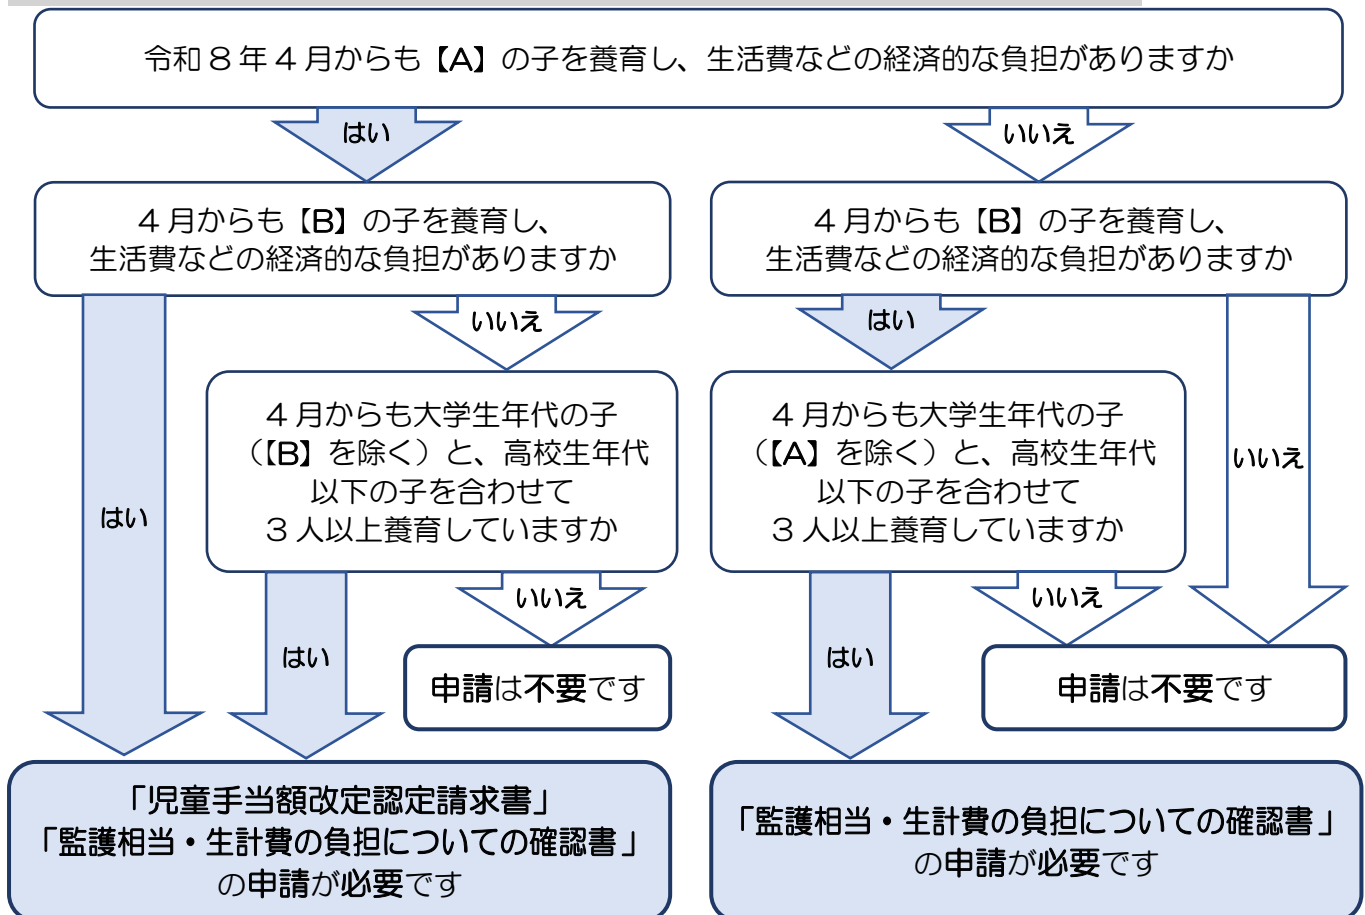 令和８年４月からも【A】の子を養育し、生活費などの経済的な負担がありますか
はい
いいえ
４月からも【B】の子を養育し、
生活費などの経済的な負担がありますか
４月からも【B】の子を養育し、
生活費などの経済的な負担がありますか
はい
いいえ
はい
いいえ
４月からも大学生年代の子
（【B】を除く）と、高校生年代
以下の子を合わせて
３人以上養育していますか
４月からも大学生年代の子
（【A】を除く）と、高校生年代
以下の子を合わせて
３人以上養育していますか
はい
いいえ
はい
いいえ
申請は不要です
申請は不要です
「児童手当額改定認定請求書」
「監護相当・生計費の負担についての確認書」
の申請が必要です
「監護相当・生計費の負担についての確認書」
の申請が必要です